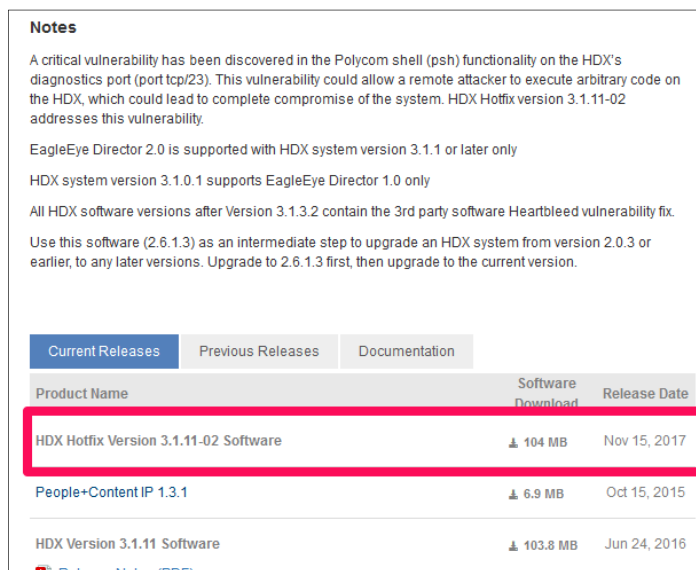 Notes
A critical vulnerability has been discovered in the Polycom shell (psh) functionality on the HDX's
diagnostics port (port tcp/23). This vulnerability could allow a remote attacker to execute arbitrary code on
the HDX, which could lead to complete compromise of the system. HDX Hotfix version 3.1.11-02
addresses this vulnerability.
EagleEye Director 2.0 is supported with HDX system version 3.1.1 or later only
HDX system version 3.1.0.1 supports EagleEye Director 1.0 only
All HDX software versions after Version 3.1.3.2 contain the 3rd party software Heartbleed vulnerability fix.
Use this software (2.6.1.3) as an intermediate step to upgrade an HDX system from version 2.0.3 or
earlier, to any later versions. Upgrade to 2.6.1.3 first, then upgrade to the current version.
Current Releases Previous Releases Documentation
Product Name Software Download Release Date
HDX Hotfix Version 3.1.11-02 Software 104 MB Nov 15, 2017
People+Content IP 1.3.1 6.9 MB Oct 15, 2015
HDX Version 3.1.11 Software 103.8 MB Jun 24, 2016